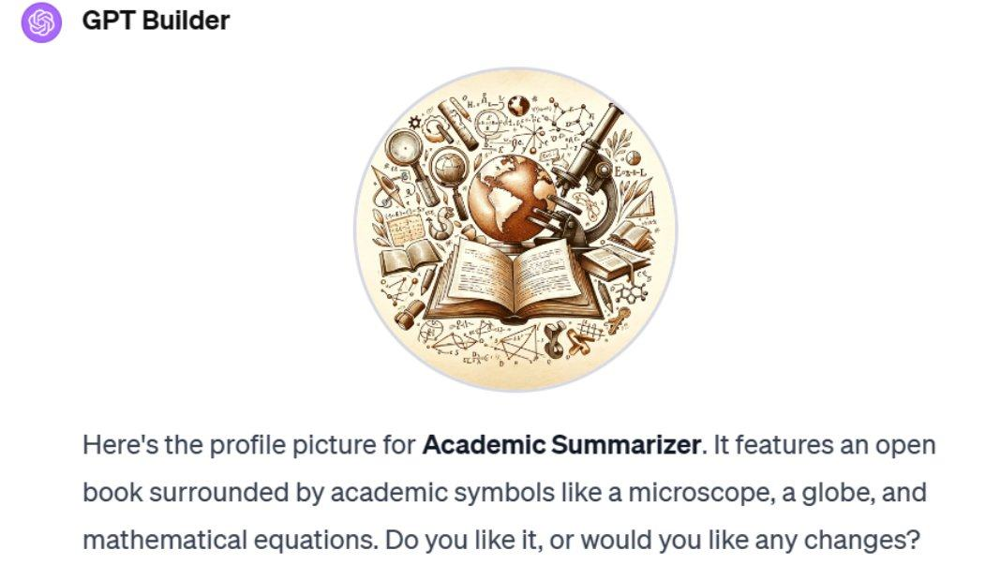 GPT Builder
E=x-L
Here's the profile picture for Academic Summarizer. It features an open
book surrounded by academic symbols like a microscope, a globe, and
mathematical equations. Do you like it, or would you like any changes?